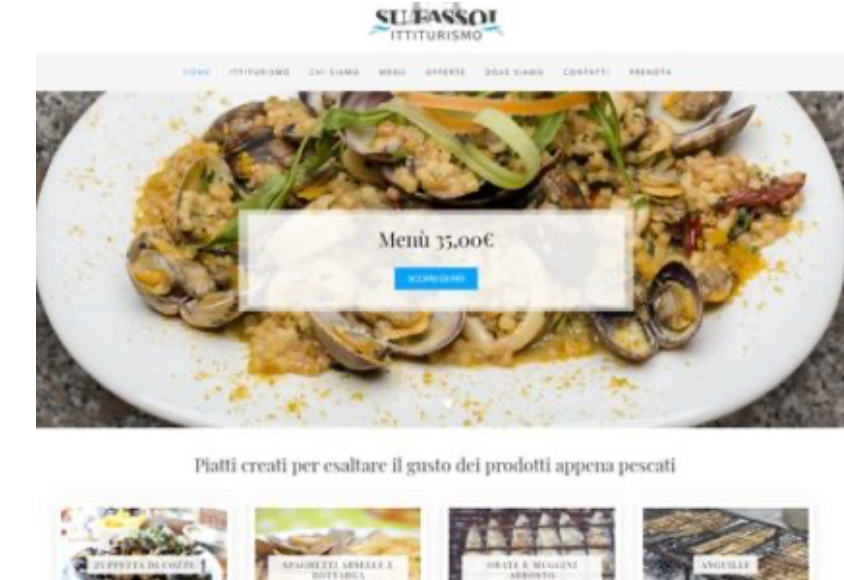 SU FASSOI
ITTITURISMO
HOME ITTITURISMO CHI SIAMO MENÙ OFFERTE DOVE SIAMO CONTATTI PRENOTA
Menù 35,00€
SCOPRI DI PIÙ
Piatti creati per esaltare il gusto dei prodotti appena pescati
ZUPPETTA DI COZZE
SPAGHETTI ARSELLE E
BOTTARGA
ORATE E MUGGINI
ARROSTO
ANGUILLE